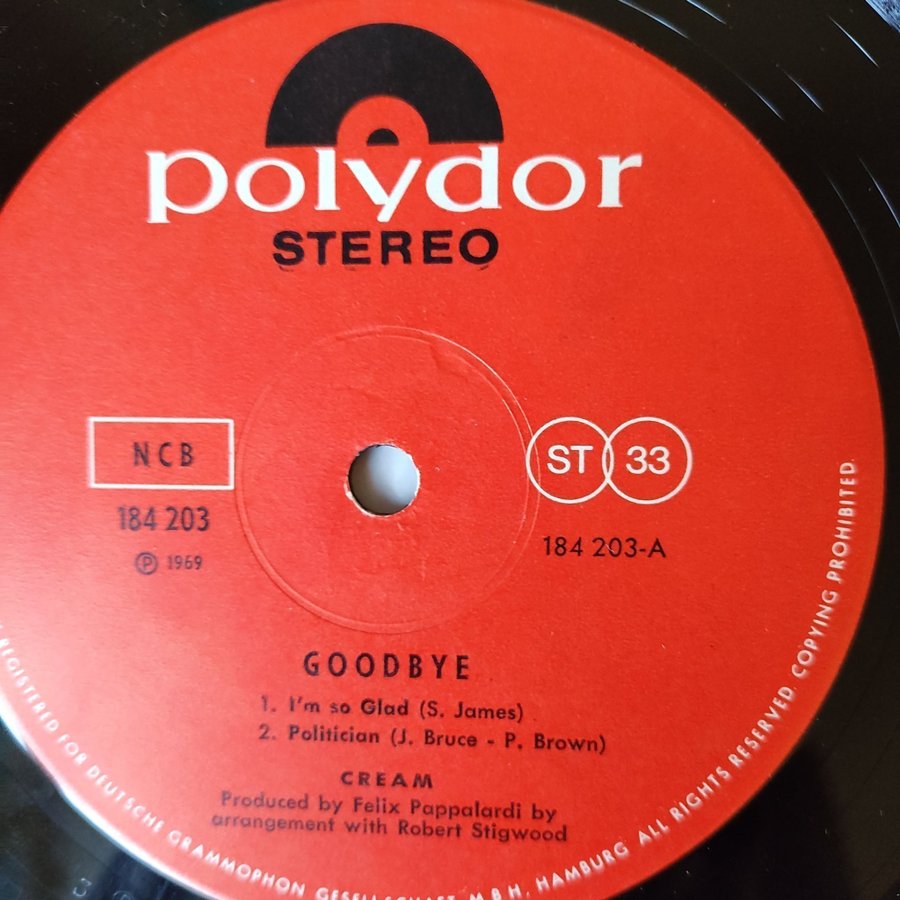 polydor
STEREO
NCB
184 203
℗ 1969
ST 33
184 203-A
GOODBYE
1. I'm so Glad (S. James)
2. Politician (J. Bruce - P. Brown)
CREAM
Produced by Felix Pappalardi by
arrangement with Robert Stigwood
REGISTERED FOR DEUTSCHE GRAMMOPHON GESELLSCHAFT M.B.H. HAMBURG ALL RIGHTS RESERVED. COPYING PROHIBITED.